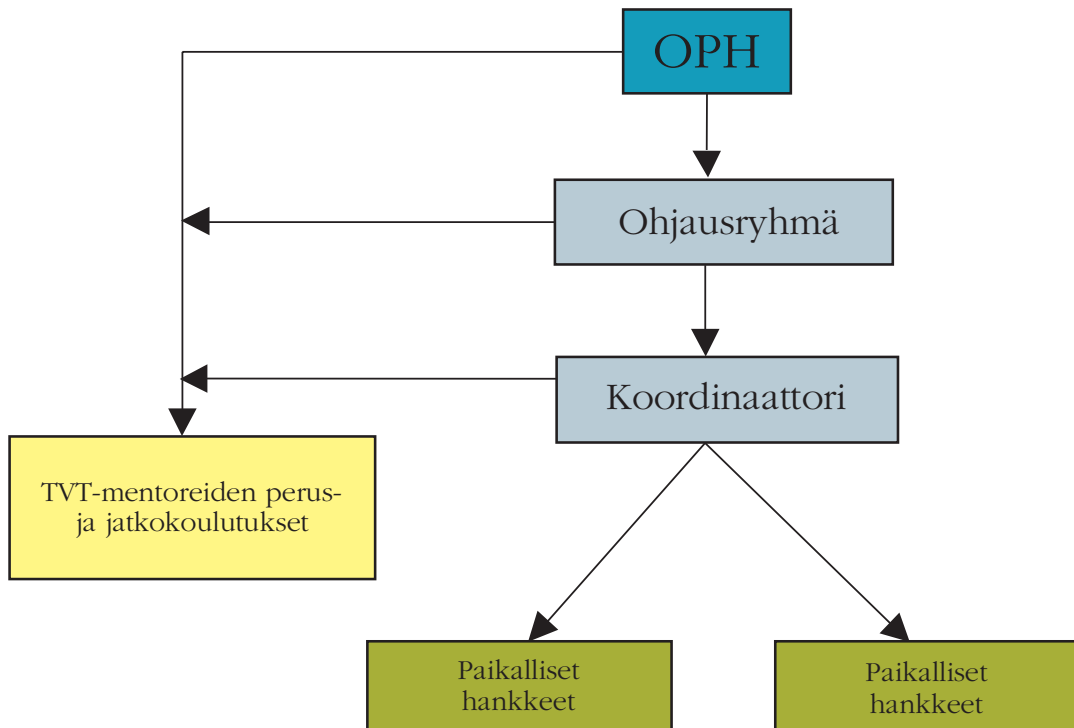 OPH
Ohjausryhmä
Koordinaattori
TVT-mentoreiden perus-
ja jatkokoulutukset
Paikalliset
hankkeet
Paikalliset
hankkeet